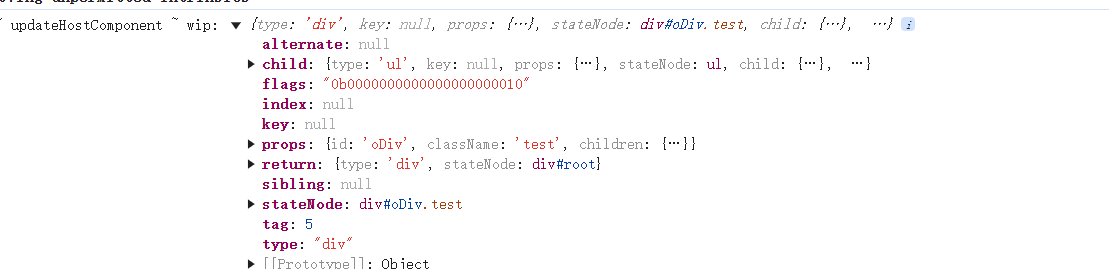 updateHostComponent ~ wip: ▼ {type: 'div', key: null, props: {…}, stateNode: div#oDiv.test, child: {…}, …} i
alternate: null
▶ child: {type: 'ul', key: null, props: {…}, stateNode: ul, child: {…}, …}
flags: "0b0000000000000000000000010"
index: null
key: null
▶ props: {id: 'oDiv', className: 'test', children: {…}}
▶ return: {type: 'div', stateNode: div#root}
sibling: null
▶ stateNode: div#oDiv.test
tag: 5
type: "div"
▶ [[Prototype]]: Object